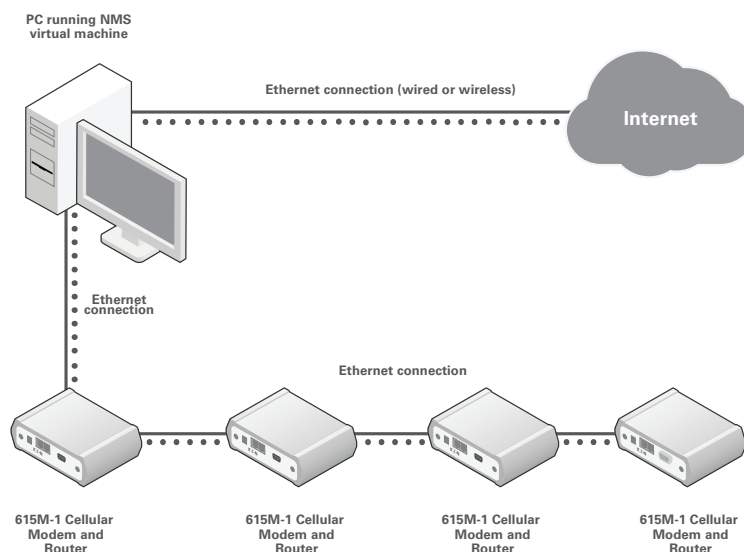 PC running NMS
virtual machine
Ethernet connection (wired or wireless)
Internet
Ethernet
connection
Ethernet connection
615M-1 Cellular
Modem and
Router
615M-1 Cellular
Modem and
Router
615M-1 Cellular
Modem and
Router
615M-1 Cellular
Modem and
Router